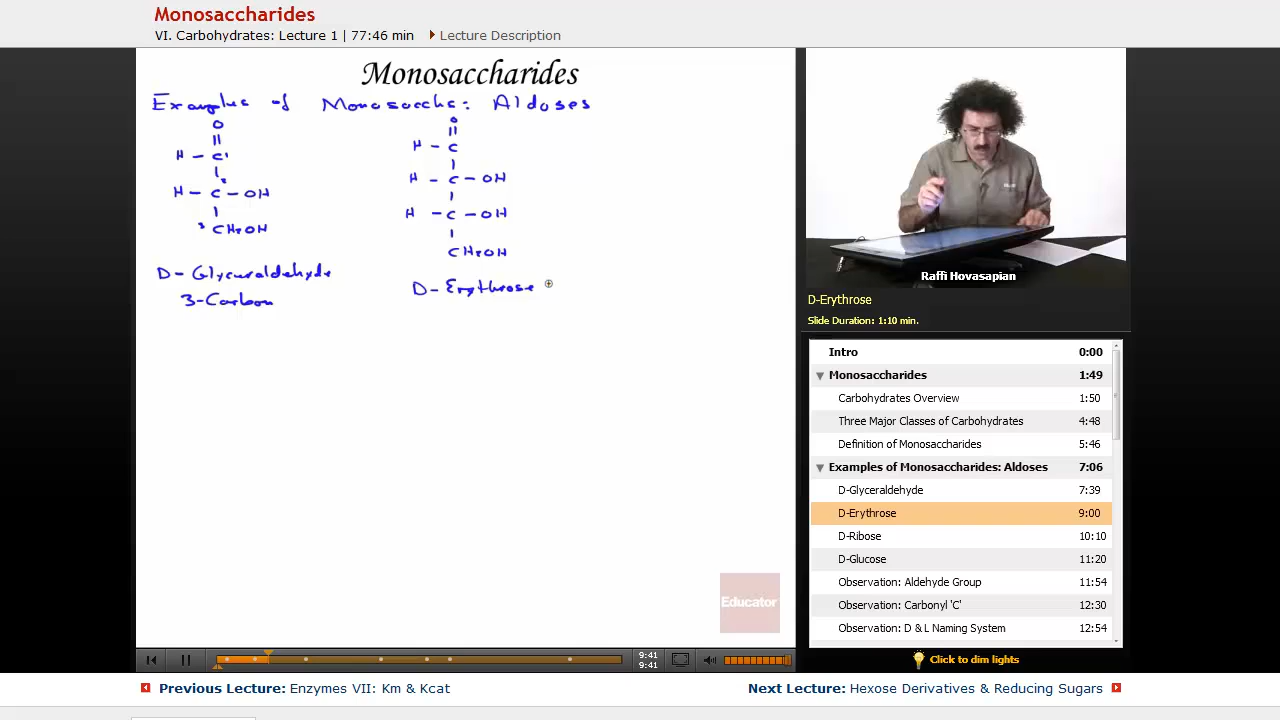 Monosaccharides
VI. Carbohydrates: Lecture 1 | 77:46 min
Lecture Description
Monosaccharides
Examples of Monosacchs: Aldoses
O
O
H - C
H - C 1
2
H - C - OH
H - C - OH
H - C - OH
3 CH2OH
CH2OH
D- Glyceraldehyde
D- Erythrose
3-Carbon
Educator
Raffi Hovasapian
D-Erythrose
Slide Duration: 1:10 min.
Intro 0:00
Monosaccharides 1:49
Carbohydrates Overview 1:50
Three Major Classes of Carbohydrates 4:48
Definition of Monosaccharides 5:46
Examples of Monosaccharides: Aldoses 7:06
D-Glyceraldehyde 7:39
D-Erythrose 9:00
D-Ribose 10:10
D-Glucose 11:20
Observation: Aldehyde Group 11:54
Observation: Carbonyl 'C' 12:30
Observation: D & L Naming System 12:54
9:41
9:41
Click to dim lights
Previous Lecture: Enzymes VII: Km & Kcat
Next Lecture: Hexose Derivatives & Reducing Sugars